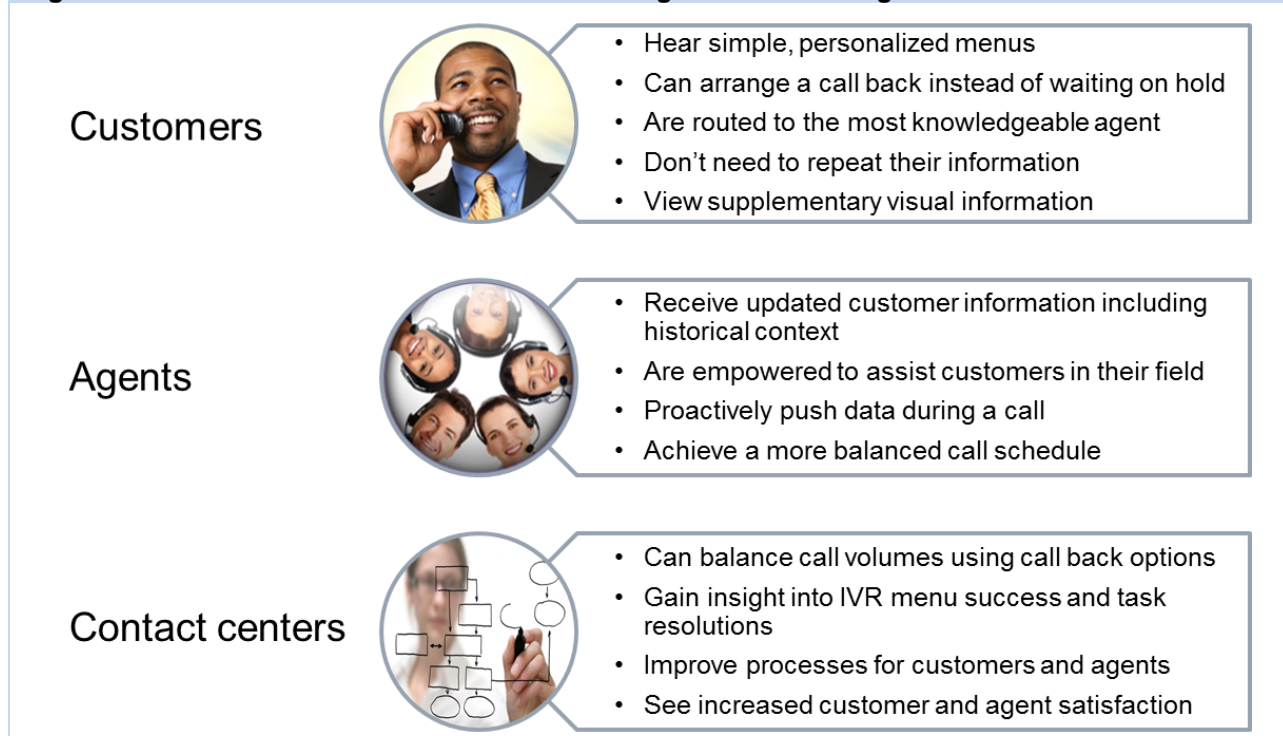 Customers
• Hear simple, personalized menus
• Can arrange a call back instead of waiting on hold
• Are routed to the most knowledgeable agent
• Don’t need to repeat their information
• View supplementary visual information
Agents
• Receive updated customer information including
historical context
• Are empowered to assist customers in their field
• Proactively push data during a call
• Achieve a more balanced call schedule
Contact centers
• Can balance call volumes using call back options
• Gain insight into IVR menu success and task
resolutions
• Improve processes for customers and agents
• See increased customer and agent satisfaction